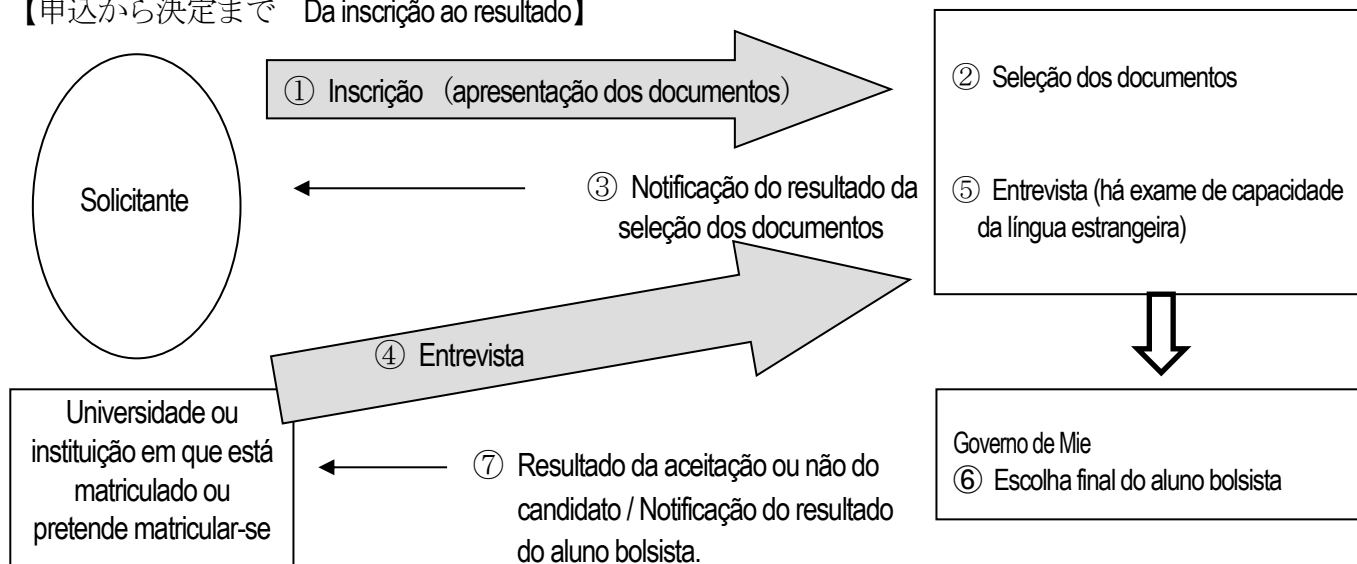 【申込から決定まで　Da inscrição ao resultado】
① Inscrição （apresentação dos documentos）
② Seleção dos documentos
Solicitante
③ Notificação do resultado da
seleção dos documentos
⑤ Entrevista (há exame de capacidade
da língua estrangeira)
④ Entrevista
Universidade ou
instituição em que está
matriculado ou
pretende matricular-se
Governo de Mie
⑥ Escolha final do aluno bolsista
⑦ Resultado da aceitação ou não do
candidato / Notificação do resultado
do aluno bolsista.